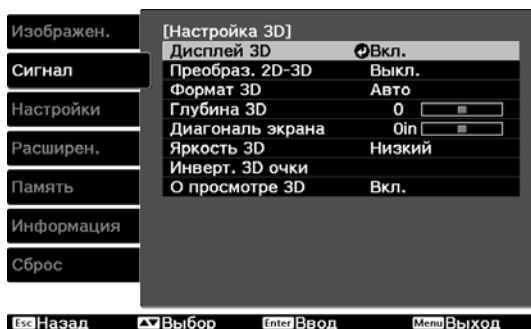 Изображен.
Сигнал
Настройки
Расширен.
Память
Информация
Сброс
[Настройка 3D]
Дисплей 3D Вкл.
Преобраз. 2D-3D Выкл.
Формат 3D Авто
Глубина 3D 0
Диагональ экрана 0in
Яркость 3D Низкий
Инверт. 3D очки
О просмотре 3D Вкл.
Esc Назад Выбор Enter Ввод Menu Выход